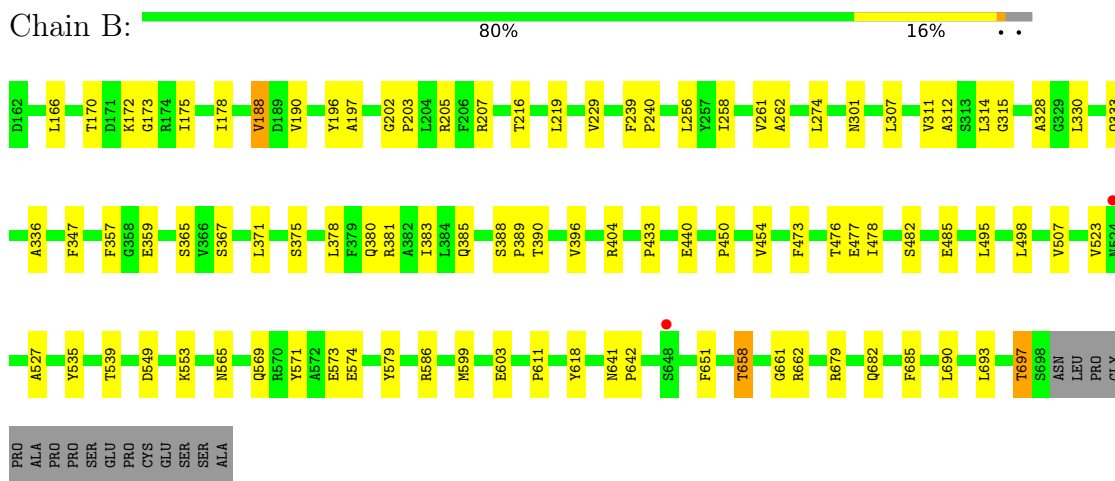 Chain B:
80% 16% • •
D162 L166 T170 D171 K172 G173 R174 I175 I178 V188 D189 V190 Y196 A197 G202 P203 L204 R205 F206 R207 T216 L219 V229 F239 P240 L256 Y257 I258 V261 A262 L274 N301 L307 V311 A312 S313 L314 G315 A328 G329 L330
A336 F347 F357 G358 E359 S365 V366 S367 L371 S375 L378 F379 Q380 R381 A382 I383 L384 Q385 S388 P389 T390 V396 R404 P433 E440 P450 V454 F473 T476 E477 I478 S482 E485 L495 L498 V507 V523 N524
A527 Y535 T539 D549 K553 N565 Q569 R570 Y571 A572 E573 E574 Y579 R586 M599 E603 P611 Y618 N641 P642 S648 F651 T658 G661 R662 R679 Q682 F685 L690 L693 T697 S698 ASN LEU PRO GLY
PRO ALA PRO PRO SER GLU PRO CYS GLU SER SER ALA